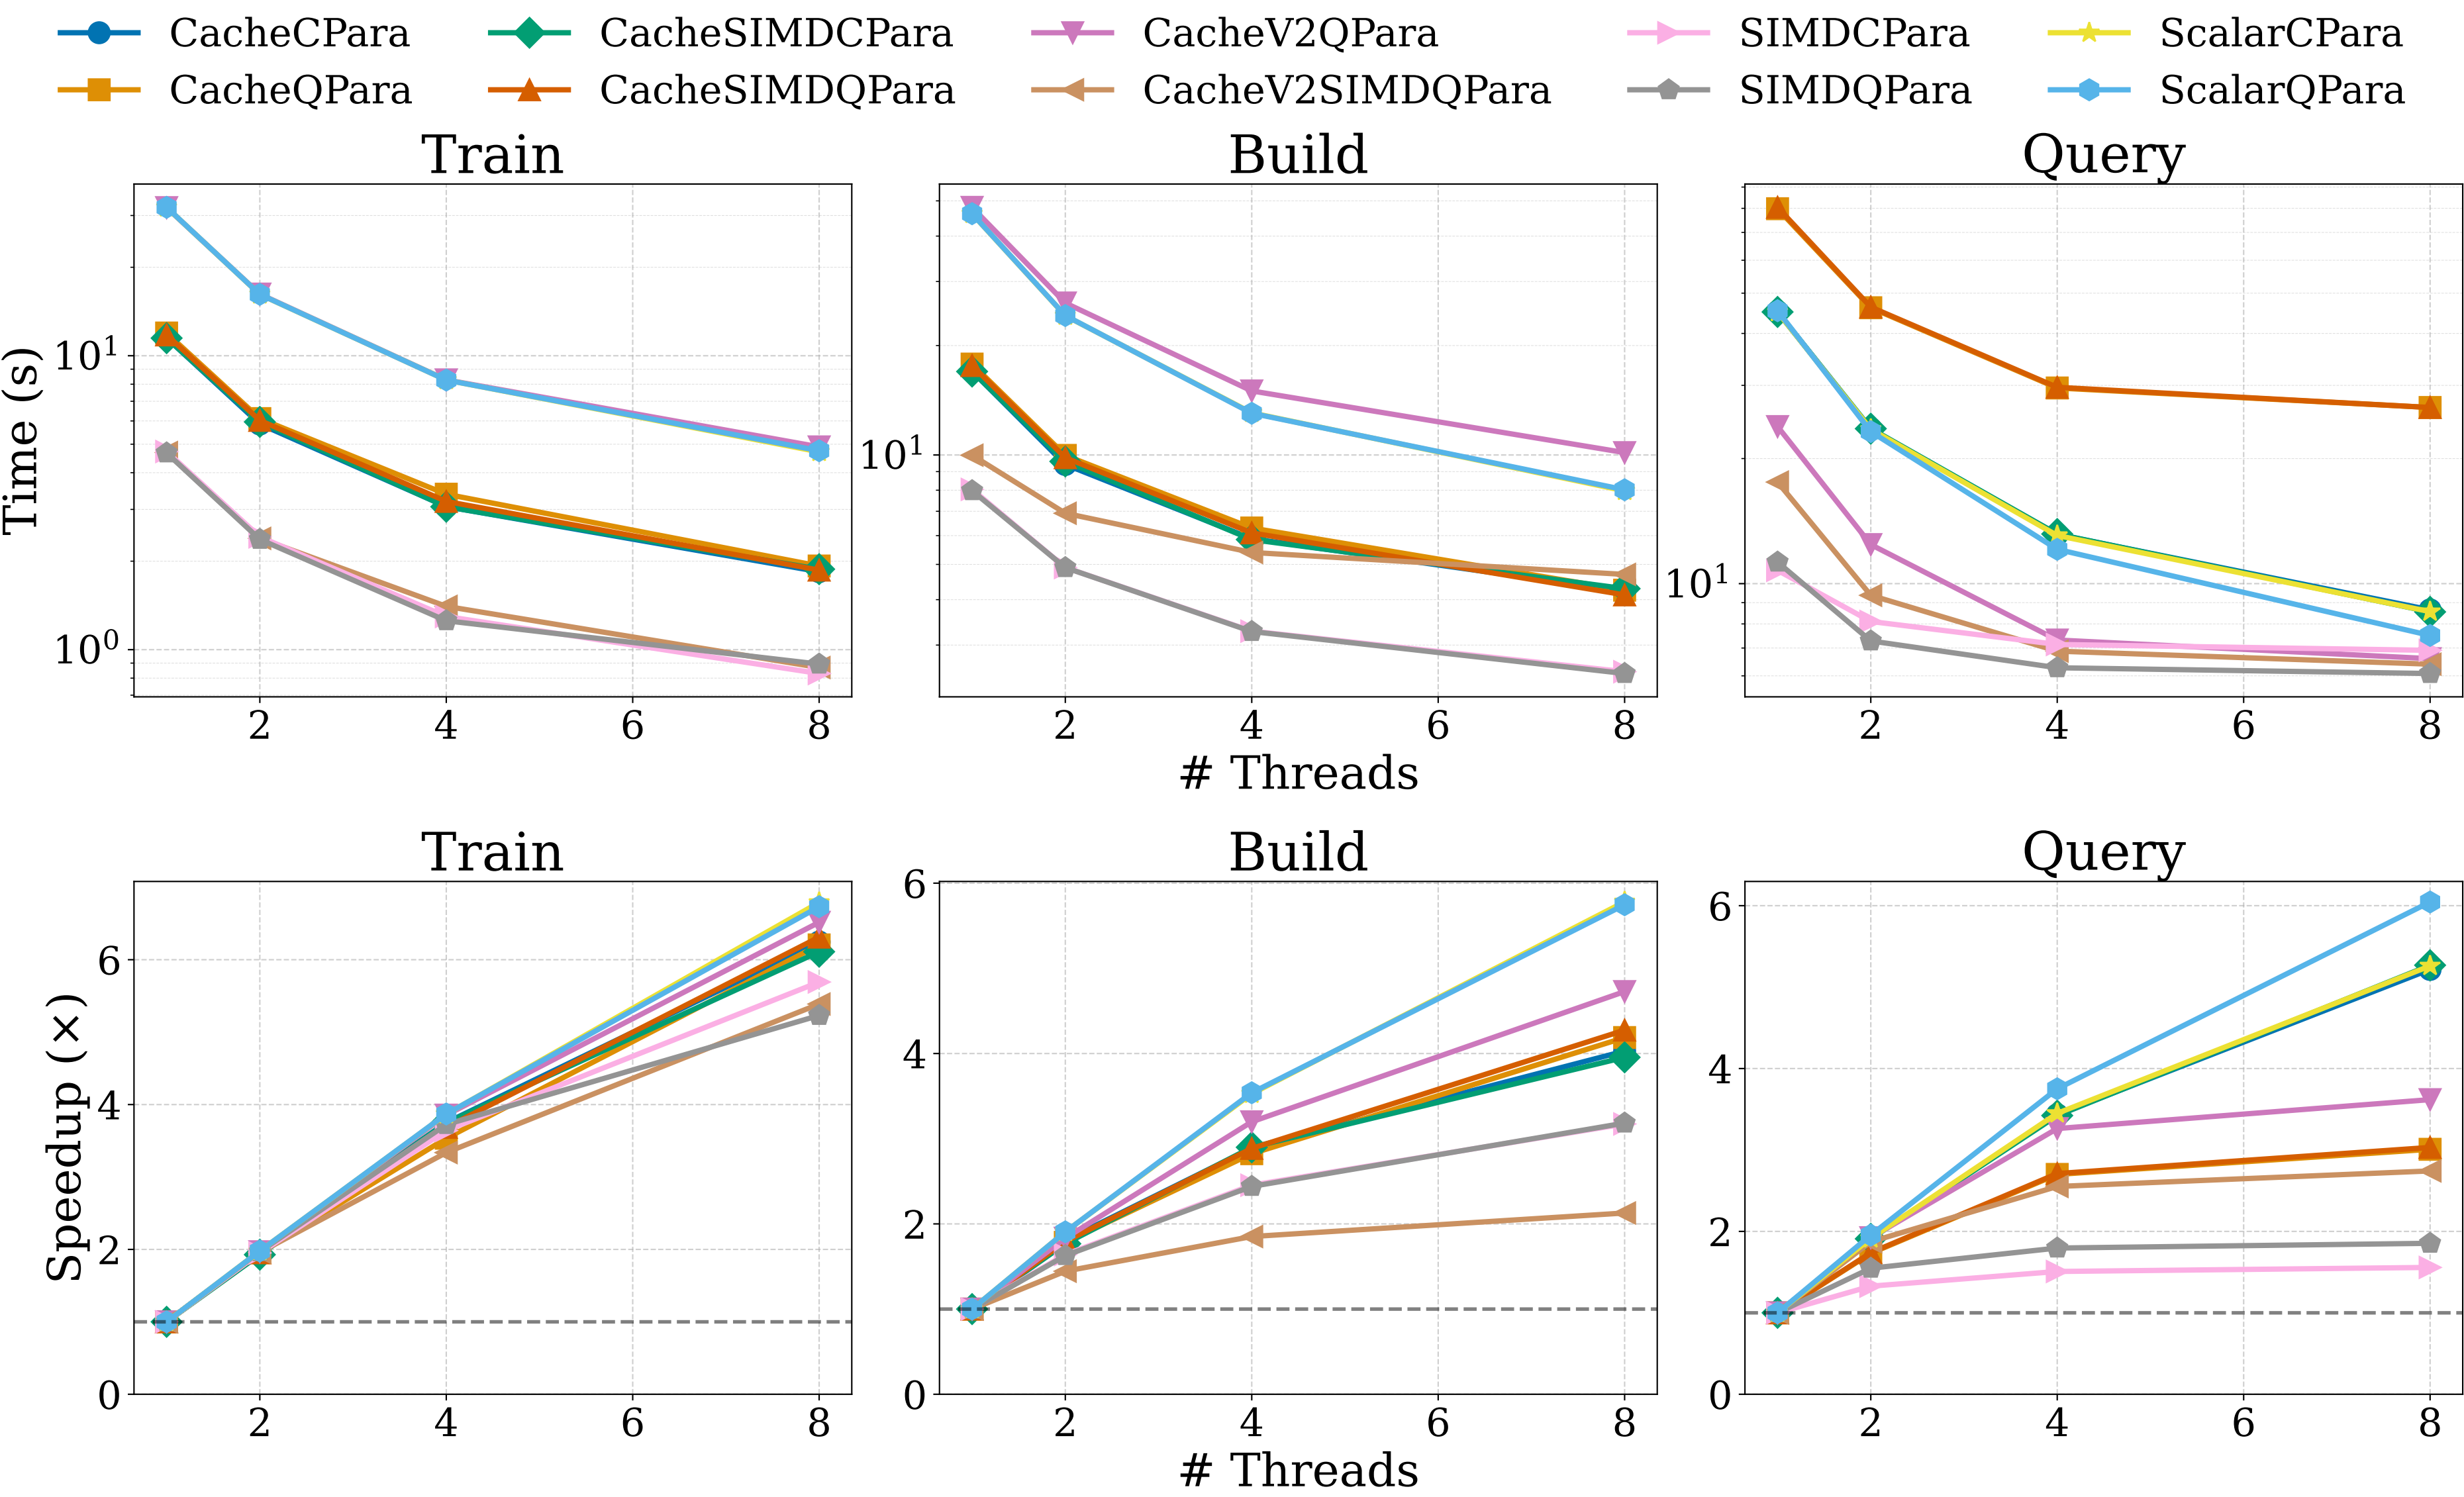 CacheCPara CacheSIMDCPara CacheV2QPara SIMDCPara ScalarCPara
CacheQPara CacheSIMDQPara CacheV2SIMDQPara SIMDQPara ScalarQPara
Train Build Query
Time (s)
10¹
10⁰
10¹
10¹
2 4 6 8 2 4 6 8 2 4 6 8
# Threads
Train Build Query
Speedup (×)
6
4
2
0
6
4
2
0
6
4
2
0
2 4 6 8 2 4 6 8 2 4 6 8
# Threads